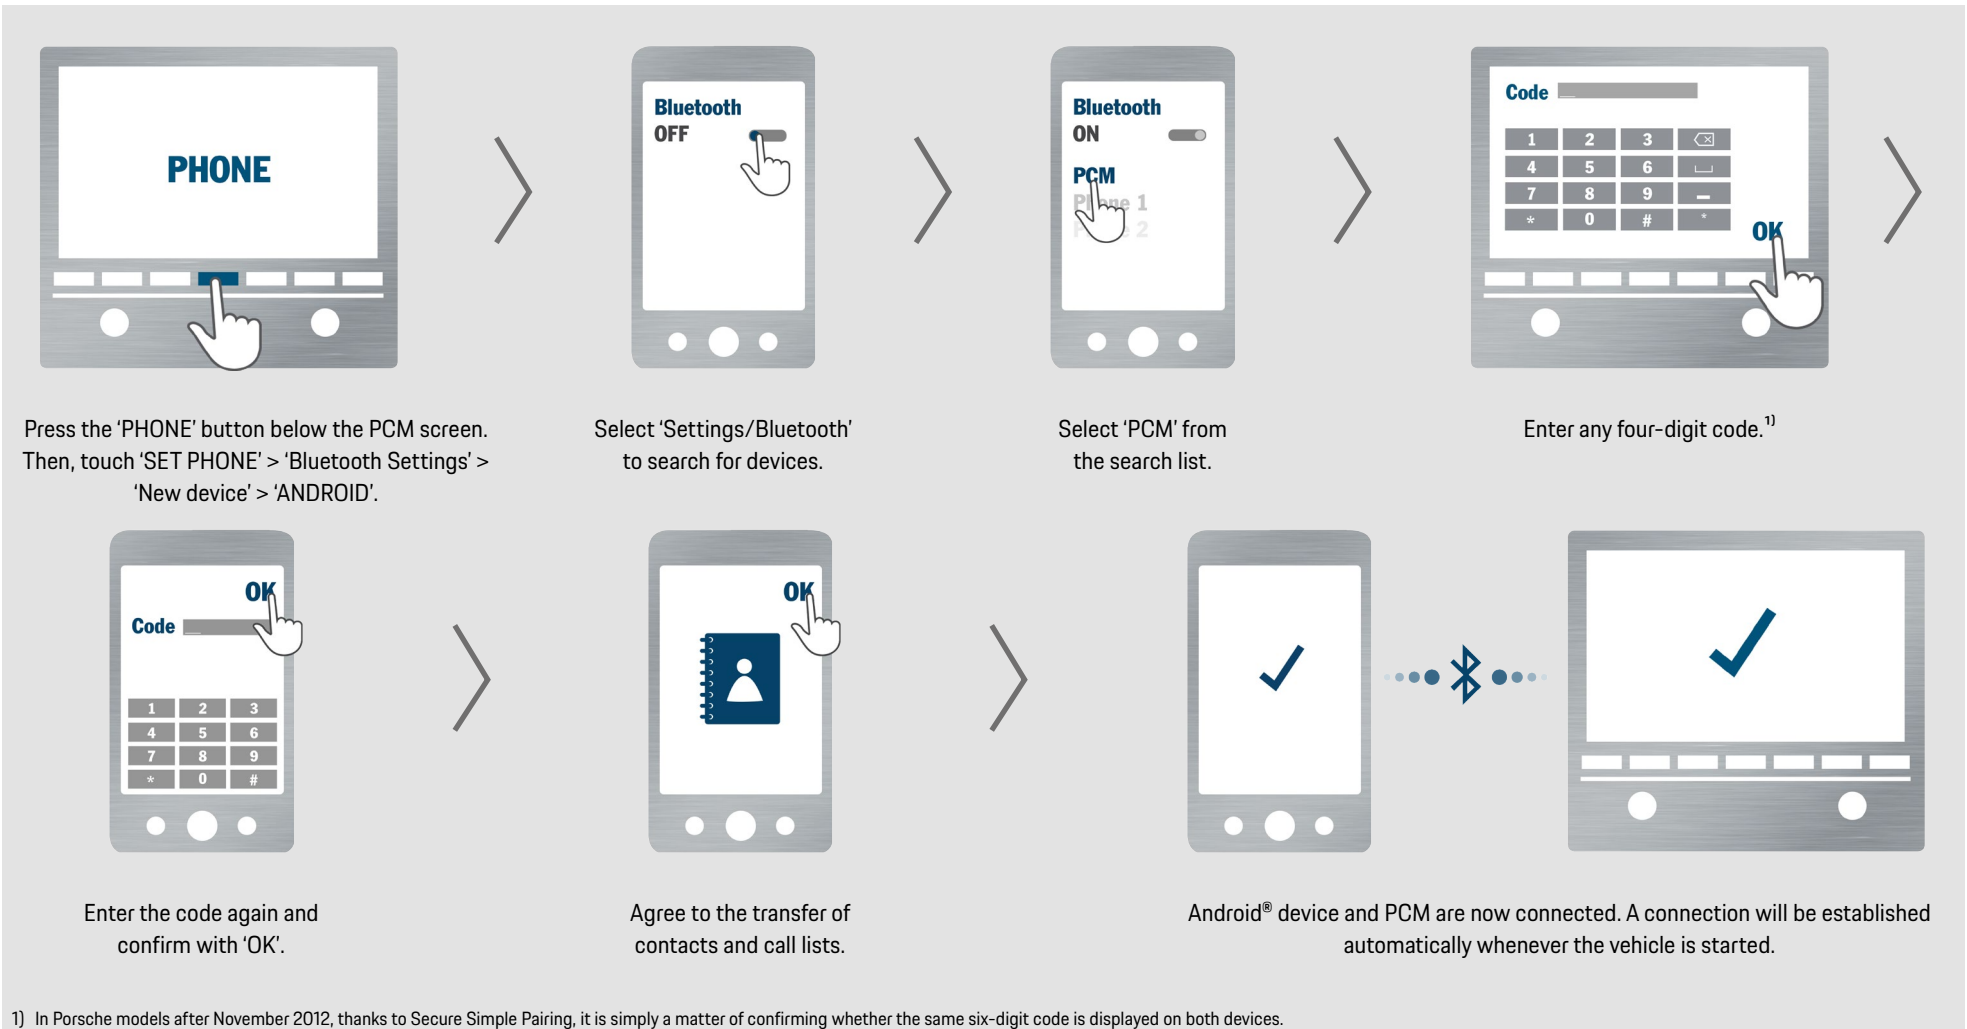 PHONE
Press the ‘PHONE’ button below the PCM screen.
Then, touch ‘SET PHONE’ > ‘Bluetooth Settings’ >
‘New device’ > ‘ANDROID’.
Bluetooth
OFF
Select ‘Settings/Bluetooth’
to search for devices.
Bluetooth
ON
PCM
Phone 1
Phone 2
Select ‘PCM’ from
the search list.
Code
1 2 3
4 5 6
7 8 9
* 0 # *
OK
Enter any four-digit code.¹⁾
OK
Code
1 2 3
4 5 6
7 8 9
* 0 #
Enter the code again and
confirm with ‘OK’.
OK
Agree to the transfer of
contacts and call lists.
Android® device and PCM are now connected. A connection will be established
automatically whenever the vehicle is started.
1) In Porsche models after November 2012, thanks to Secure Simple Pairing, it is simply a matter of confirming whether the same six-digit code is displayed on both devices.